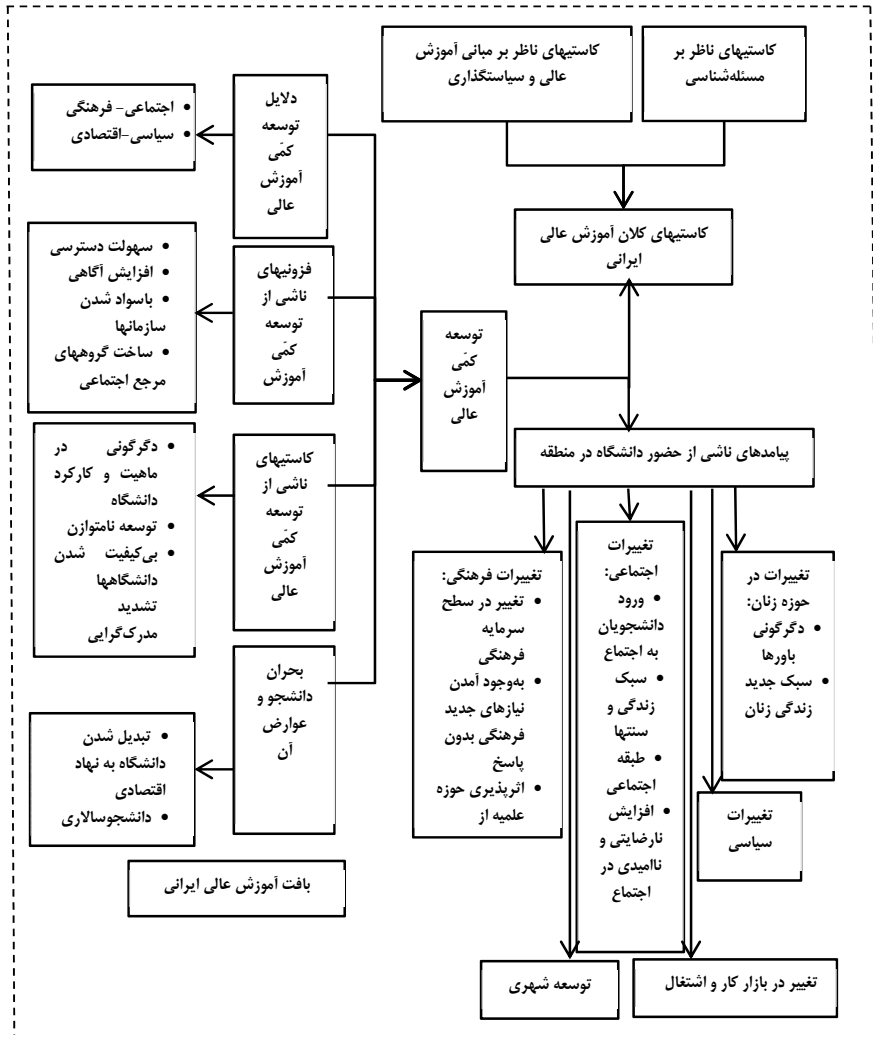 کاستیهای ناظر بر
مسئله‌شناسی
کاستیهای ناظر بر مبانی آموزش
عالی و سیاستگذاری
کاستیهای کلان آموزش عالی
ایرانی
دلایل
توسعه
کمّی
آموزش
عالی
• اجتماعی- فرهنگی
• سیاسی-اقتصادی
فزونیهای
ناشی از
توسعه
کمّی
آموزش
• سهولت دسترسی
• افزایش آگاهی
• باسواد شدن
سازمانها
• ساخت گروههای
مرجع اجتماعی
توسعه
کمّی
آموزش
عالی
کاستیهای
ناشی از
توسعه
کمّی
آموزش
عالی
• دگرگونی در
ماهیت و کارکرد
دانشگاه
• توسعه نامتوازن
• بی‌کیفیت شدن
دانشگاهها
تشدید
مدرک‌گرایی
بحران
دانشجو و
عوارض
آن
• تبدیل شدن
دانشگاه به نهاد
اقتصادی
• دانشجوسالاری
پیامدهای ناشی از حضور دانشگاه در منطقه
تغییرات در
حوزه زنان:
• دگرگونی
باورها
• سبک جدید
زندگی زنان
تغییرات
سیاسی
تغییرات
اجتماعی:
• ورود
دانشجویان
به اجتماع
• سبک
زندگی و
سنتها
• طبقه
اجتماعی
• افزایش
نارضایتی و
ناامیدی در
اجتماع
تغییرات فرهنگی:
• تغییر در سطح
سرمایه
فرهنگی
• به‌وجود آمدن
نیازهای جدید
فرهنگی بدون
پاسخ
• اثرپذیری حوزه
علمیه از
تغییر در بازار کار و اشتغال
توسعه شهری
بافت آموزش عالی ایرانی